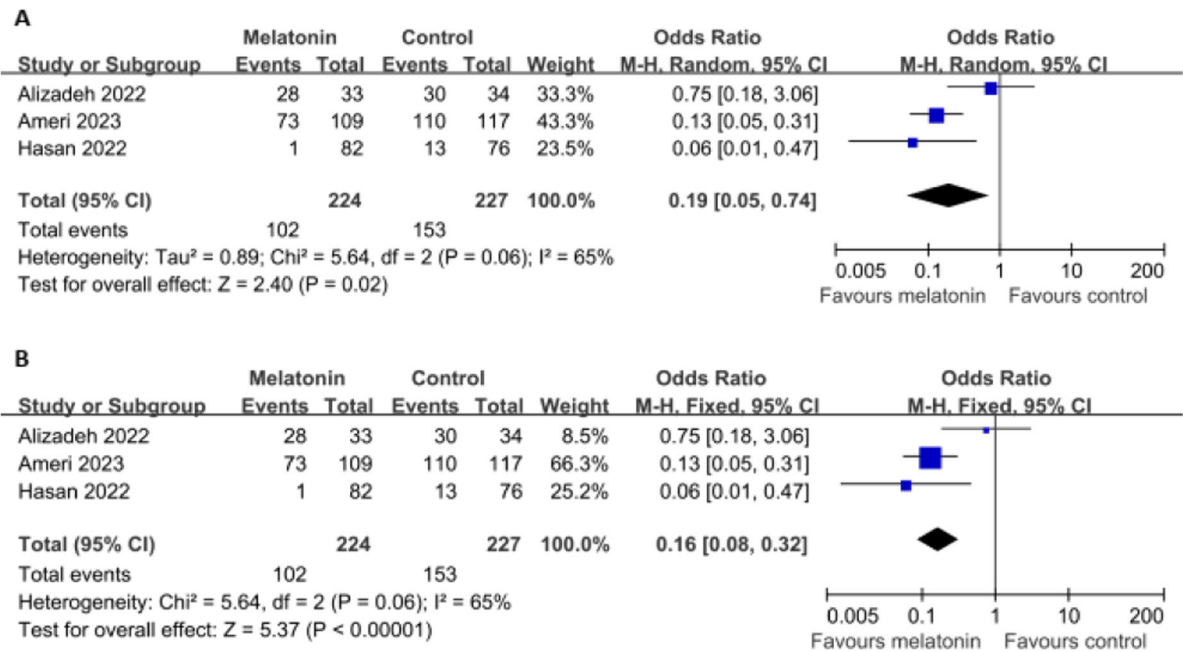 A
Melatonin Control Odds Ratio Odds Ratio
Study or Subgroup Events Total Events Total Weight M-H, Random, 95% CI M-H, Random, 95% CI
Alizadeh 2022 28 33 30 34 33.3% 0.75 [0.18, 3.06]
Ameri 2023 73 109 110 117 43.3% 0.13 [0.05, 0.31]
Hasan 2022 1 82 13 76 23.5% 0.06 [0.01, 0.47]
Total (95% CI) 224 227 100.0% 0.19 [0.05, 0.74]
Total events 102 153
Heterogeneity: Tau² = 0.89; Chi² = 5.64, df = 2 (P = 0.06); I² = 65%
Test for overall effect: Z = 2.40 (P = 0.02)
0.005 0.1 1 10 200
Favours melatonin Favours control
B
Melatonin Control Odds Ratio Odds Ratio
Study or Subgroup Events Total Events Total Weight M-H, Fixed, 95% CI M-H, Fixed, 95% CI
Alizadeh 2022 28 33 30 34 8.5% 0.75 [0.18, 3.06]
Ameri 2023 73 109 110 117 66.3% 0.13 [0.05, 0.31]
Hasan 2022 1 82 13 76 25.2% 0.06 [0.01, 0.47]
Total (95% CI) 224 227 100.0% 0.16 [0.08, 0.32]
Total events 102 153
Heterogeneity: Chi² = 5.64, df = 2 (P = 0.06); I² = 65%
Test for overall effect: Z = 5.37 (P < 0.00001)
0.005 0.1 1 10 200
Favours melatonin Favours control